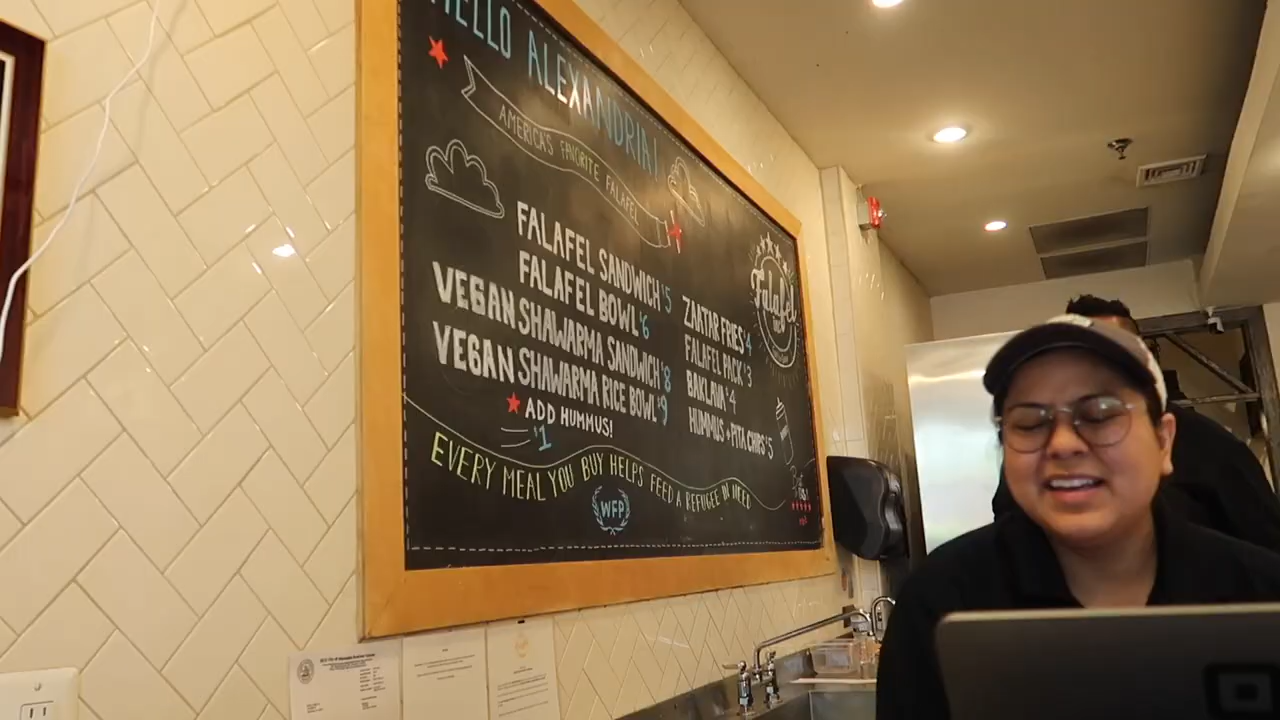 HELLO ALEXANDRIA!
AMERICA'S FAVORITE FALAFEL
FALAFEL SANDWICH $5
FALAFEL BOWL $6
VEGAN SHAWARMA SANDWICH $8
VEGAN SHAWARMA RICE BOWL $9
ADD HUMMUS!
$1
ZAATAR FRIES $4
FALAFEL PACK $3
BAKLAVA $4
HUMMUS + PITA CHIPS $5
Falafel
INC
EVERY MEAL YOU BUY HELPS FEED A REFUGEE IN NEED
WFP